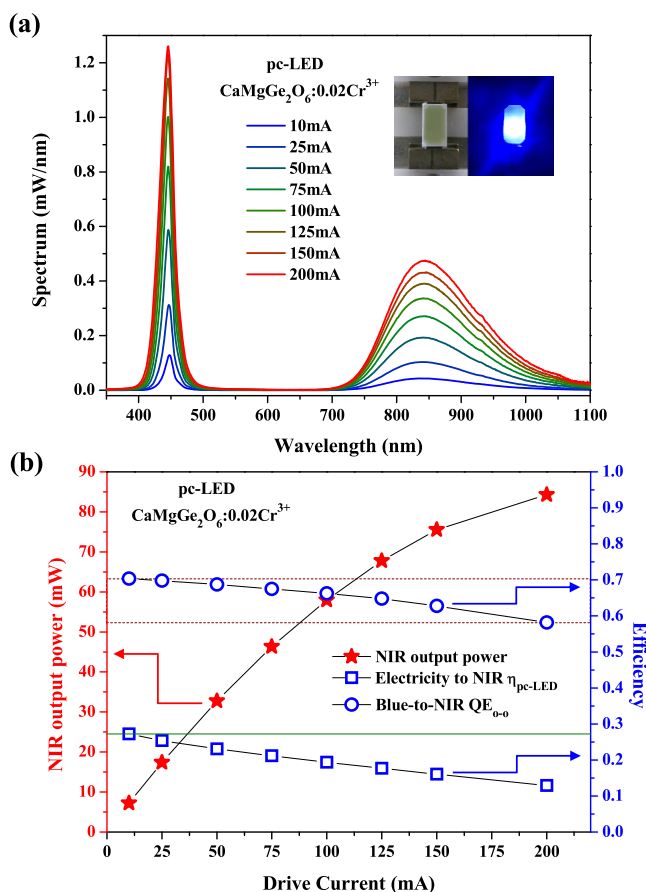 (a)
pc-LED
CaMgGe₂O₆:0.02Cr³⁺
10mA
25mA
50mA
75mA
100mA
125mA
150mA
200mA
1.2
1.0
0.8
0.6
0.4
0.2
0.0
Spectrum (mW/nm)
400 500 600 700 800 900 1000 1100
Wavelength (nm)
(b)
pc-LED
CaMgGe₂O₆:0.02Cr³⁺
90
80
70
60
50
40
30
20
10
0
NIR output power (mW)
NIR output power
Electricity to NIR η pc-LED
Blue-to-NIR QE o-o
1.0
0.9
0.8
0.7
0.6
0.5
0.4
0.3
0.2
0.1
0.0
Efficiency
0 25 50 75 100 125 150 175 200
Drive Current (mA)